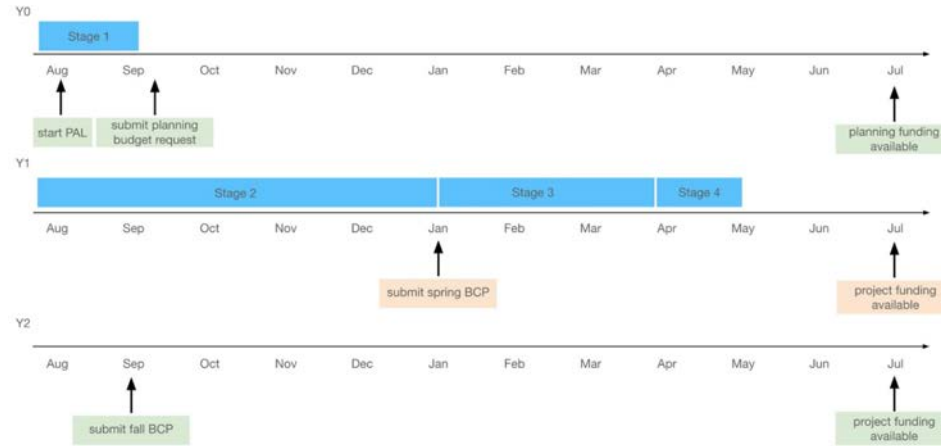 Y0
Stage 1
Aug Sep Oct Nov Dec Jan Feb Mar Apr May Jun Jul
start PAL
submit planning
budget request
planning funding
available
Y1
Stage 2 Stage 3 Stage 4
Aug Sep Oct Nov Dec Jan Feb Mar Apr May Jun Jul
submit spring BCP
project funding
available
Y2
Aug Sep Oct Nov Dec Jan Feb Mar Apr May Jun Jul
submit fall BCP
project funding
available